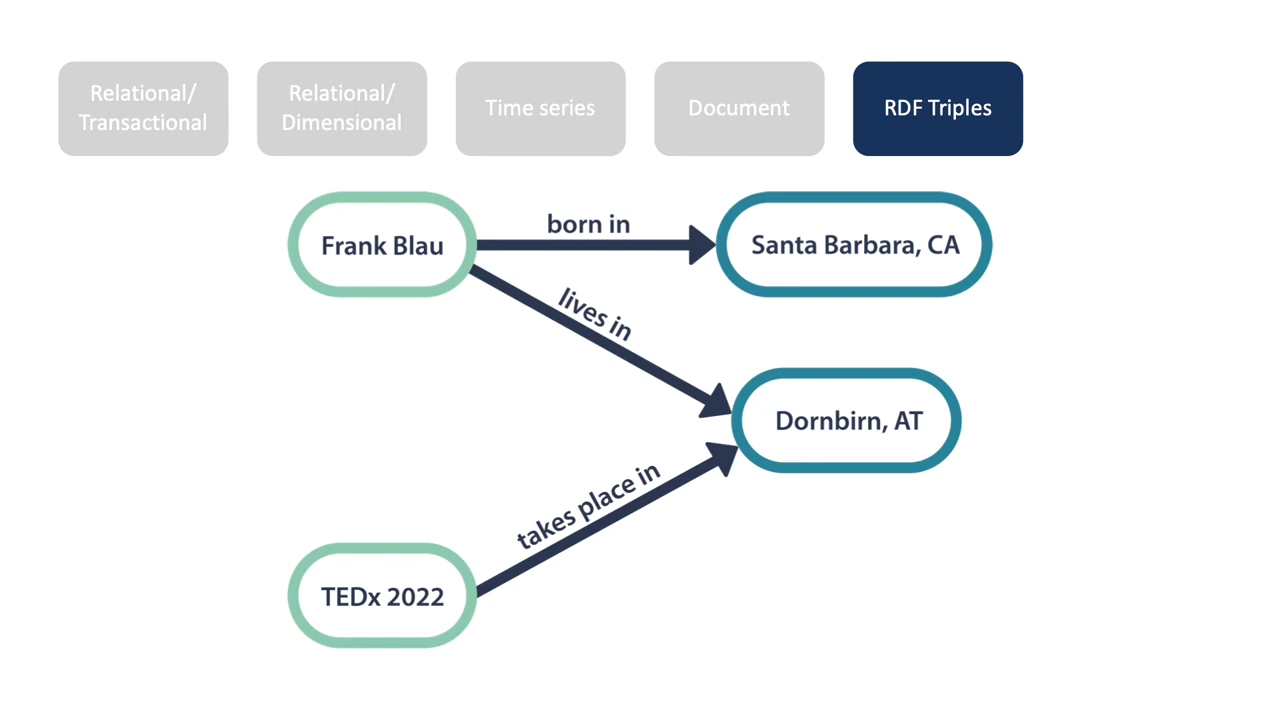 Relational/
Transactional
Relational/
Dimensional
Time series
Document
RDF Triples
Frank Blau
born in
Santa Barbara, CA
lives in
Dornbirn, AT
takes place in
TEDx 2022